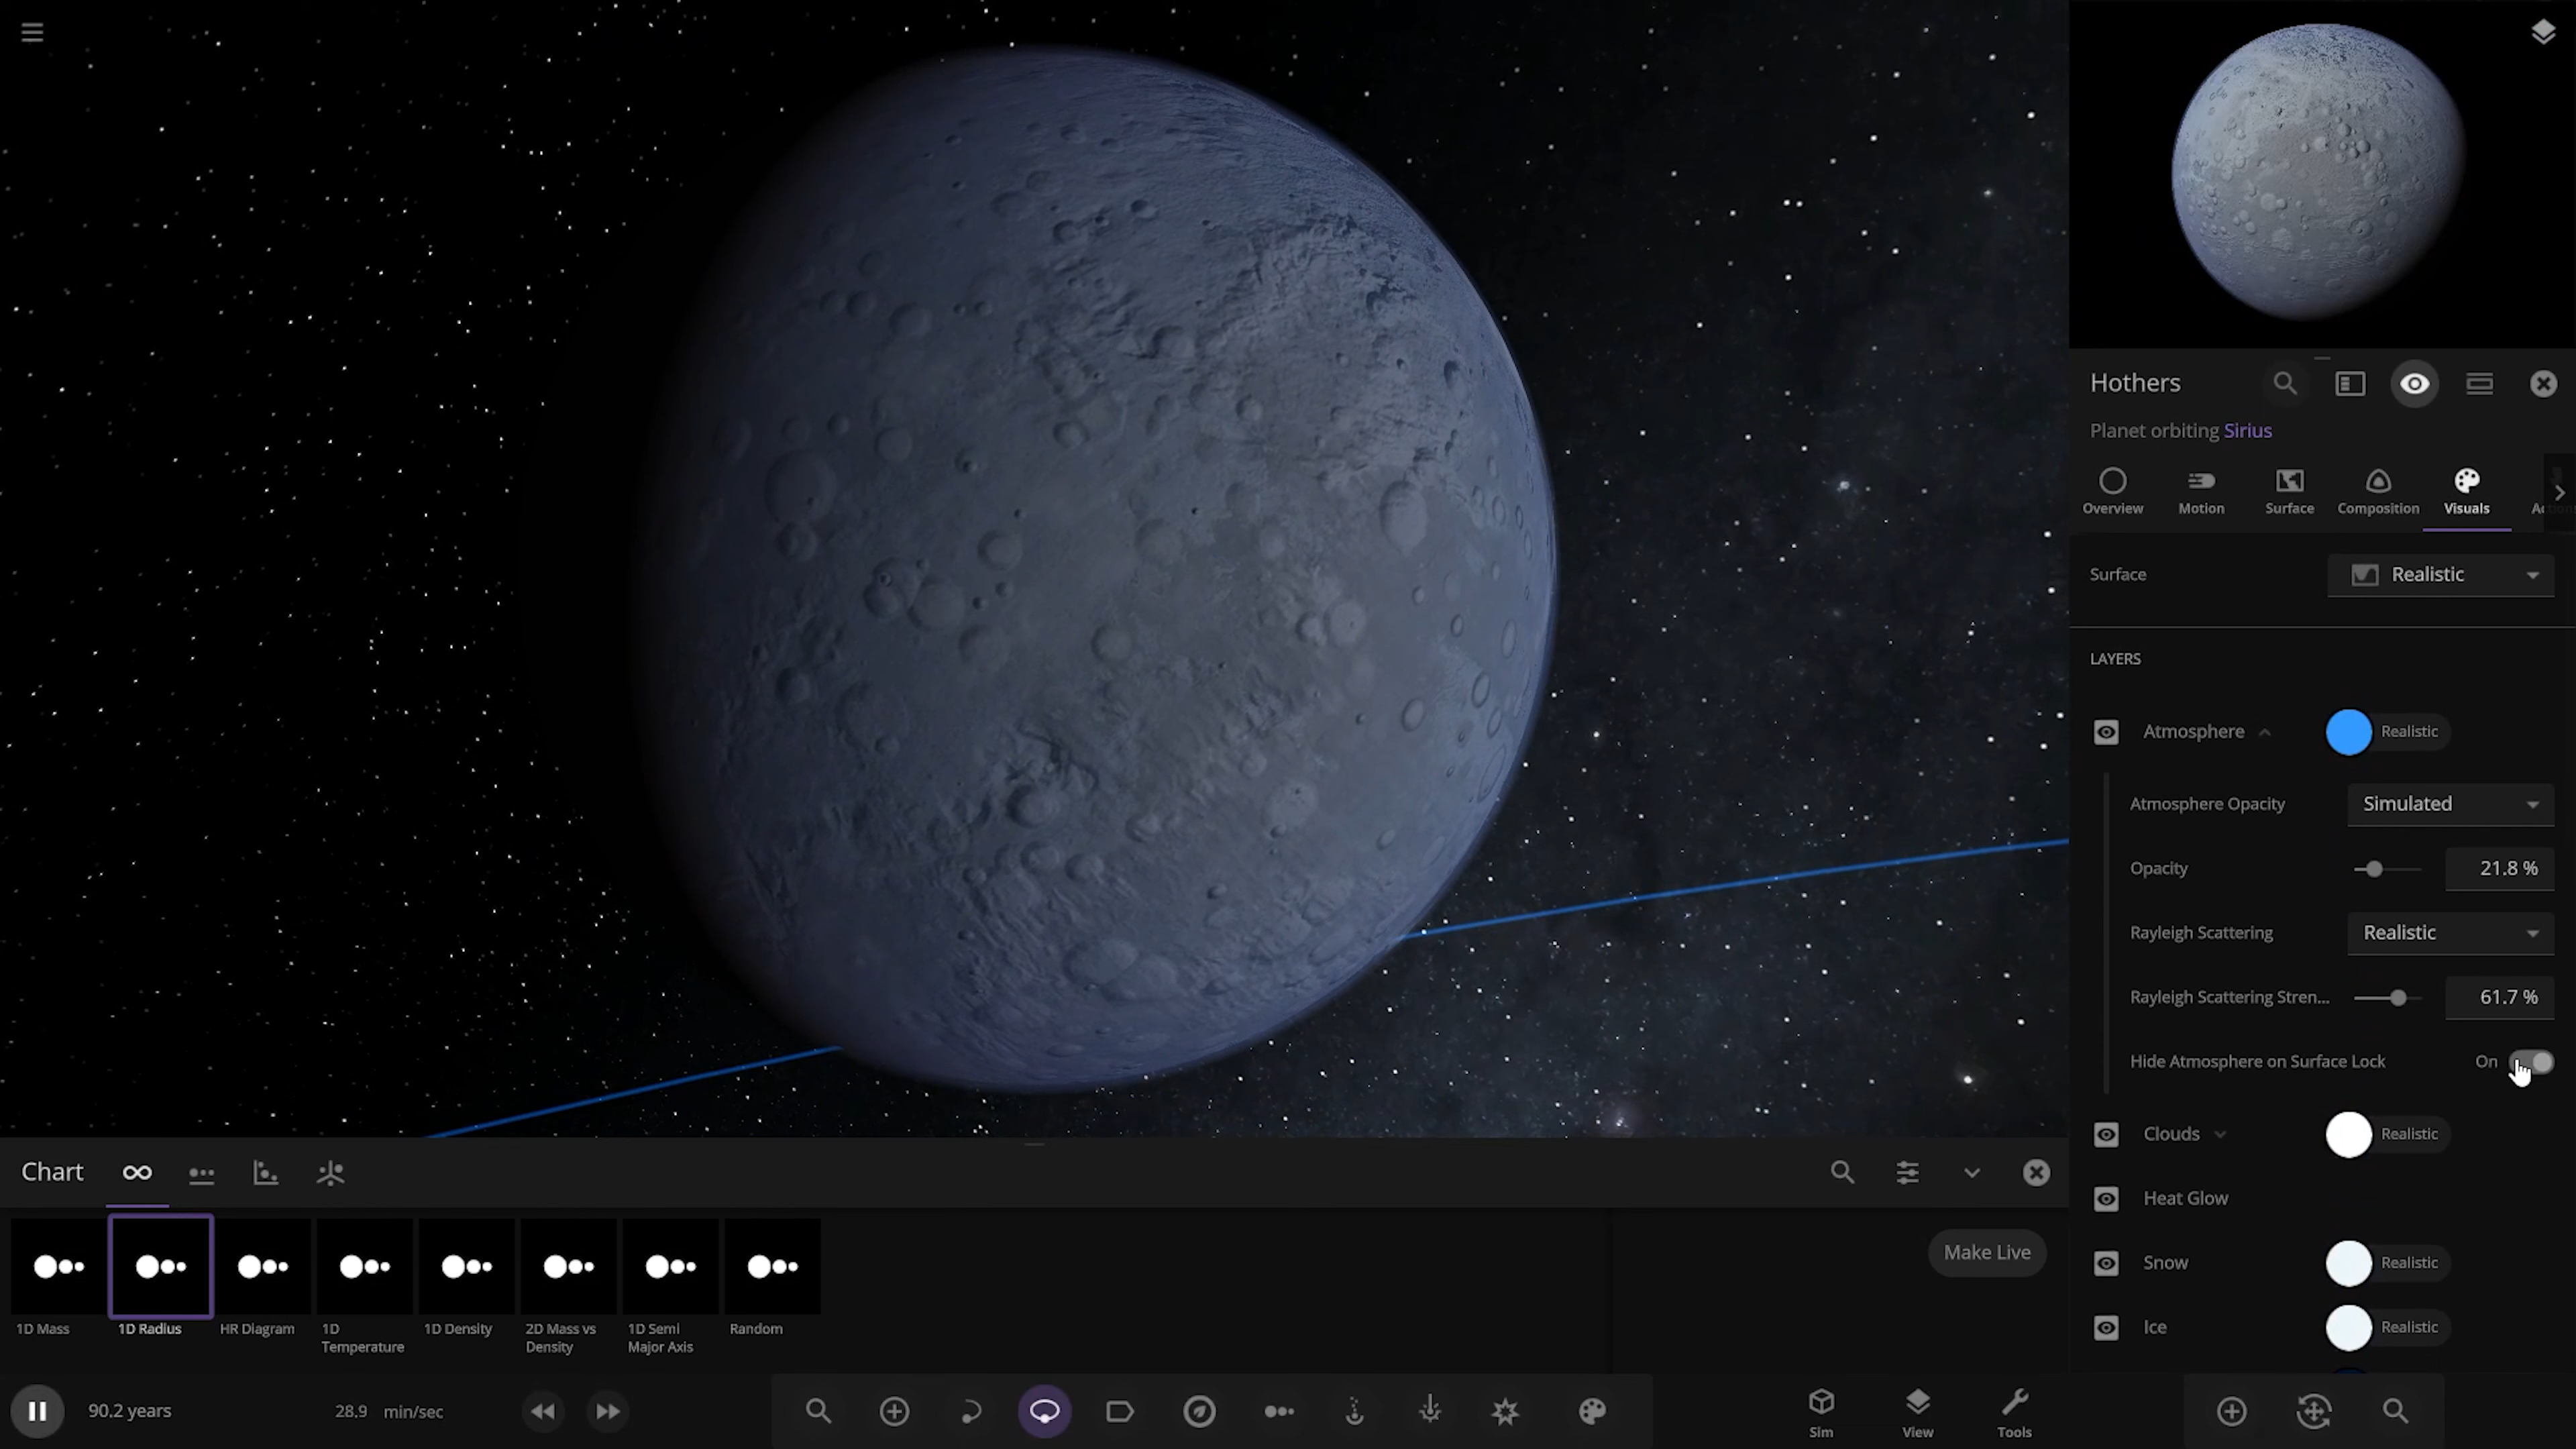 Hothers
Planet orbiting Sirius
Overview
Motion
Surface
Composition
Visuals
Surface
Realistic
LAYERS
Atmosphere
Realistic
Atmosphere Opacity
Simulated
Opacity
21.8 %
Rayleigh Scattering
Realistic
Rayleigh Scattering Stren...
61.7 %
Hide Atmosphere on Surface Lock
On
Clouds
Realistic
Heat Glow
Snow
Realistic
Ice
Realistic
Chart
Make Live
1D Mass
1D Radius
HR Diagram
1D
Temperature
1D Density
2D Mass vs
Density
1D Semi
Major Axis
Random
90.2 years
28.9 min/sec
Sim
View
Tools